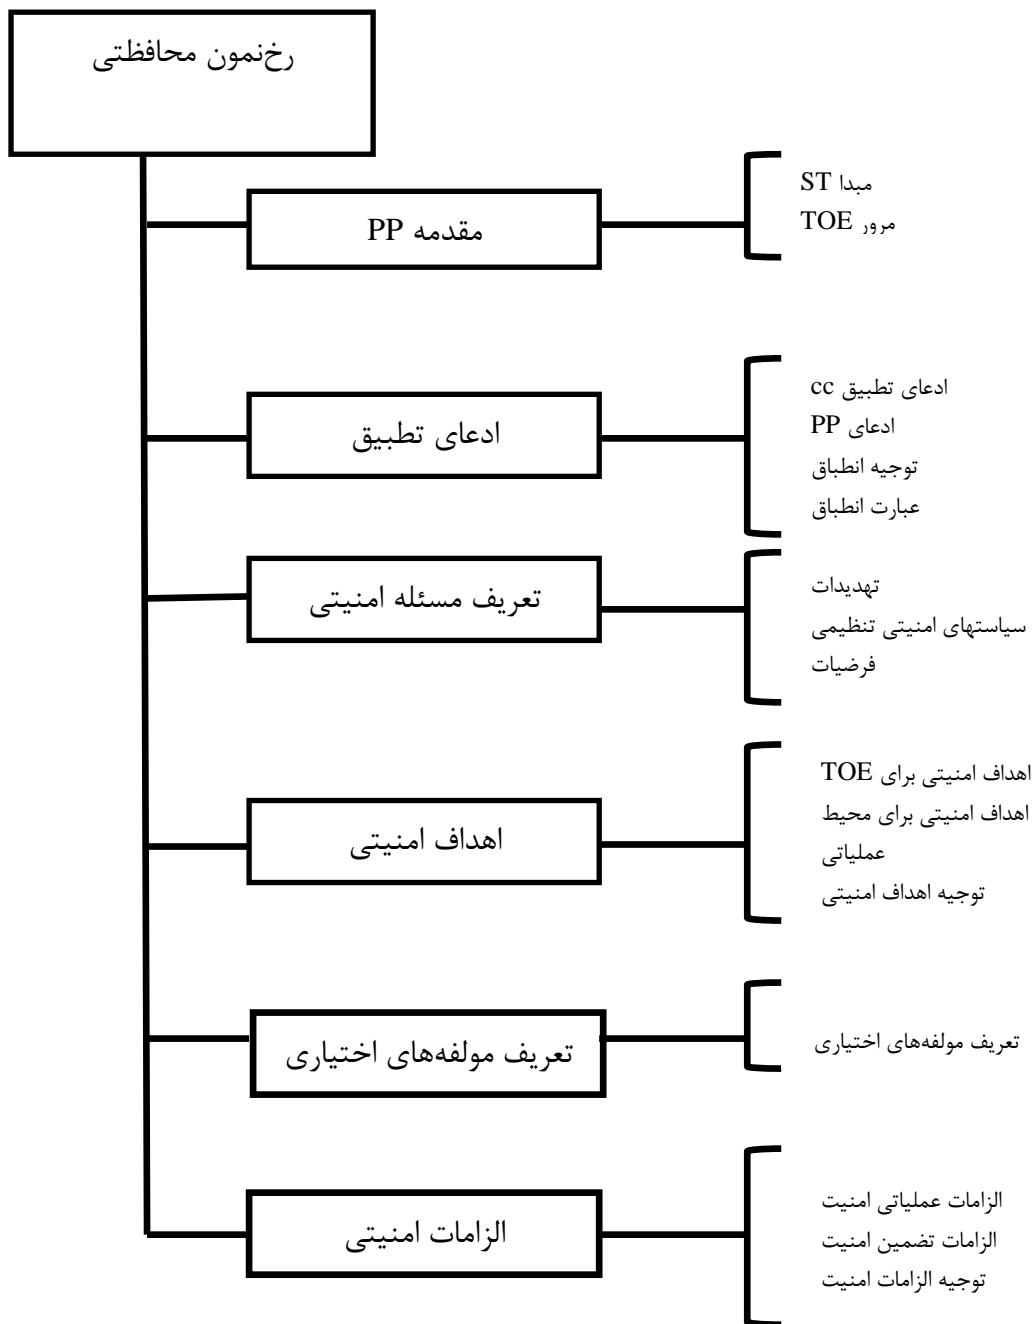 رخ‌نمون محافظتی
مقدمه PP
مبدا ST
مرور TOE
ادعای تطبیق
ادعای تطبیق cc
ادعای PP
توجیه انطباق
عبارت انطباق
تعریف مسئله امنیتی
تهدیدات
سیاستهای امنیتی تنظیمی
فرضیات
اهداف امنیتی
اهداف امنیتی برای TOE
اهداف امنیتی برای محیط
عملیاتی
توجیه اهداف امنیتی
تعریف مولفه‌های اختیاری
تعریف مولفه‌های اختیاری
الزامات امنیتی
الزامات عملیاتی امنیت
الزامات تضمین امنیت
توجیه الزامات امنیت